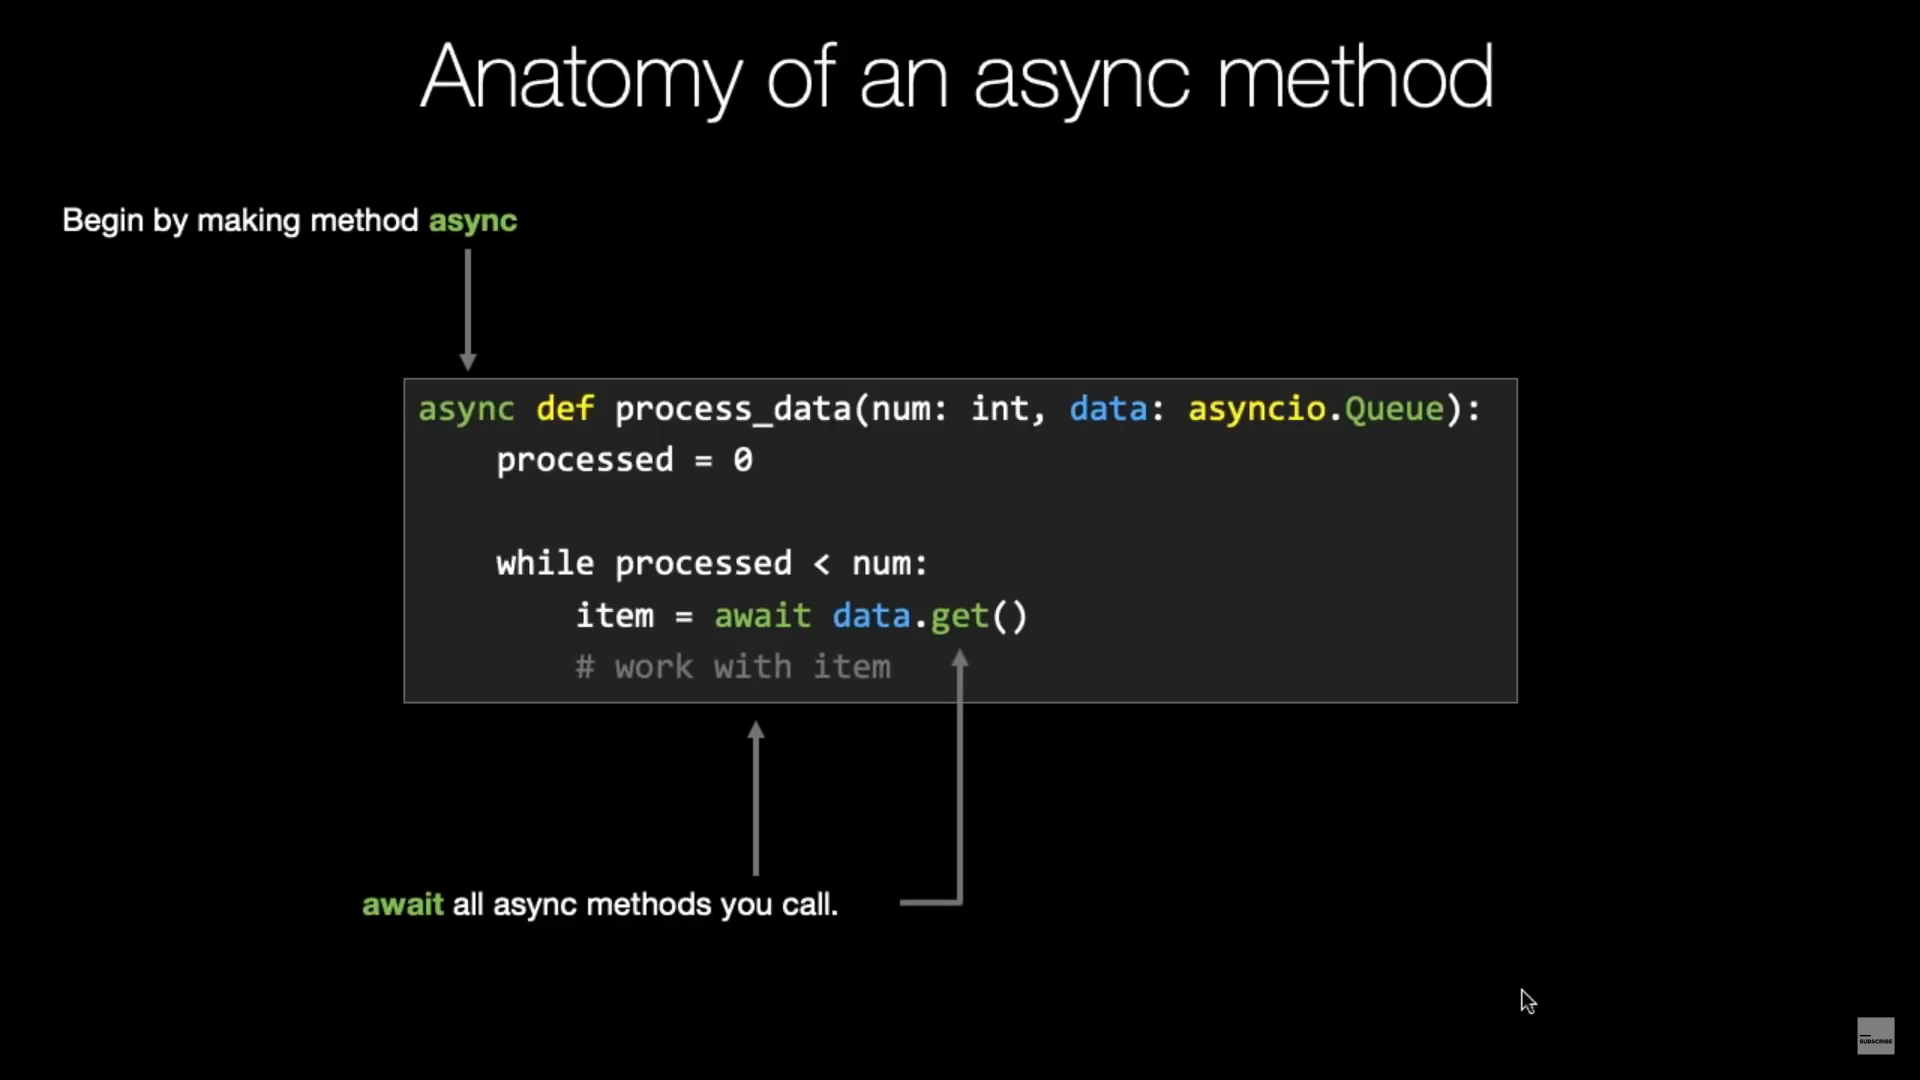 Anatomy of an async method
Begin by making method async
async def process_data(num: int, data: asyncio.Queue):
    processed = 0
    while processed < num:
        item = await data.get()
        # work with item
await all async methods you call.
SUBSCRIBE